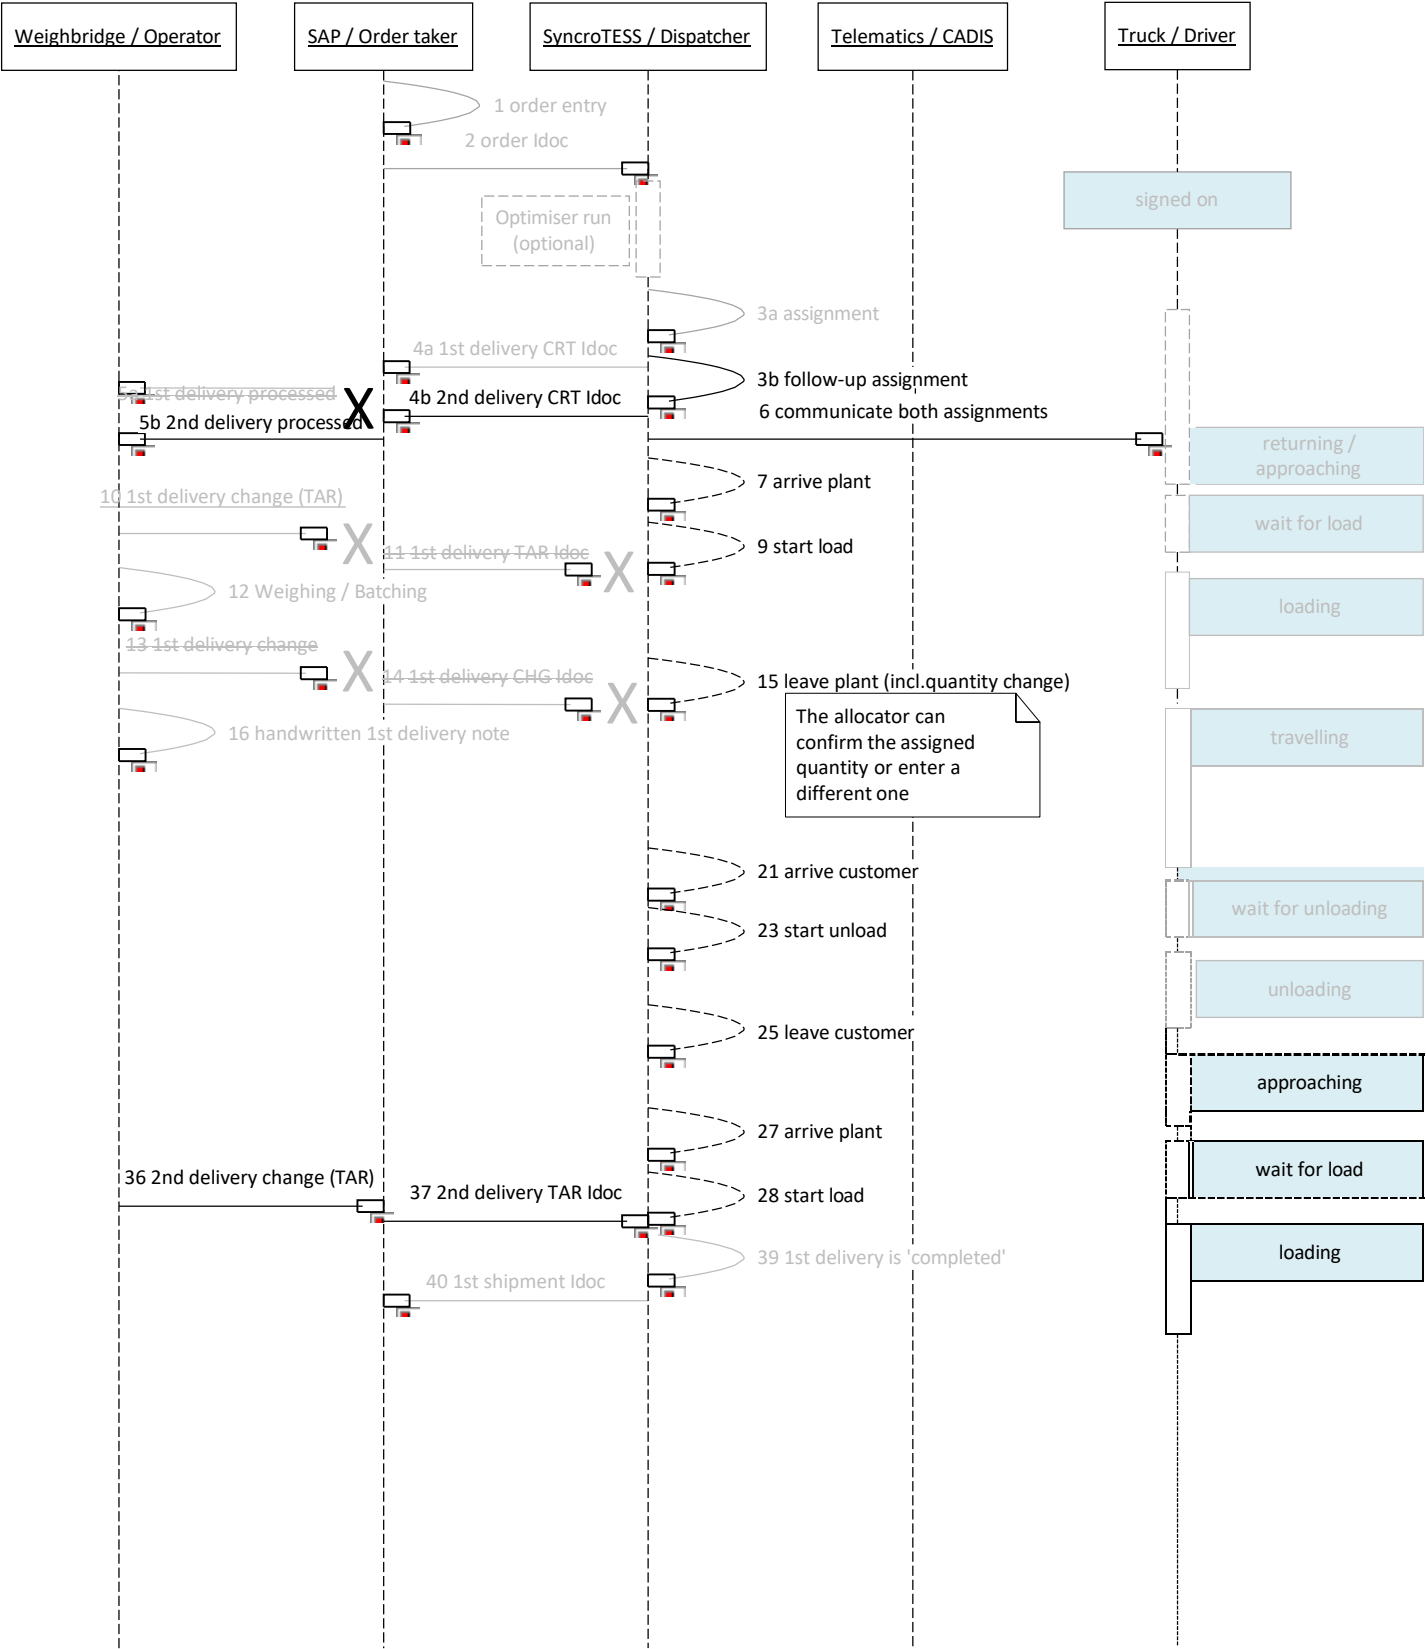 Weighbridge / Operator
SAP / Order taker
SyncroTESS / Dispatcher
Telematics / CADIS
Truck / Driver
1 order entry
2 order Idoc
signed on
Optimiser run
(optional)
3a assignment
4a 1st delivery CRT Idoc
3b follow-up assignment
5a 1st delivery processed
X
4b 2nd delivery CRT Idoc
6 communicate both assignments
5b 2nd delivery processed
returning /
approaching
7 arrive plant
10 1st delivery change (TAR)
wait for load
X
9 start load
11 1st delivery TAR Idoc
X
12 Weighing / Batching
loading
13 1st delivery change
X
14 1st delivery CHG Idoc
X
15 leave plant (incl.quantity change)
The allocator can
confirm the assigned
quantity or enter a
different one
16 handwritten 1st delivery note
travelling
21 arrive customer
wait for unloading
23 start unload
unloading
25 leave customer
approaching
27 arrive plant
36 2nd delivery change (TAR)
wait for load
37 2nd delivery TAR Idoc
28 start load
39 1st delivery is 'completed'
loading
40 1st shipment Idoc